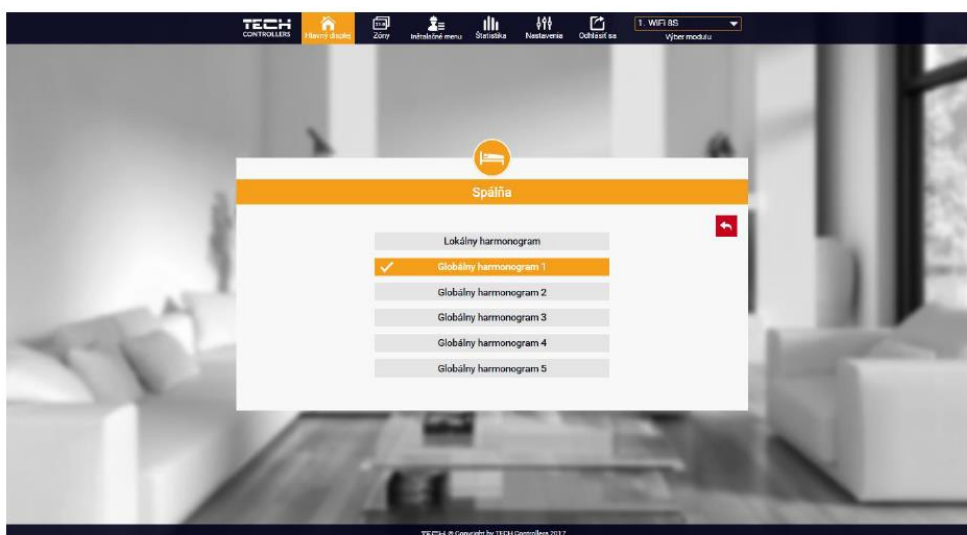 TECH
CONTROLLERS
Hlavný displej
Zóny
Inštalačné menu
Štatistika
Nastavenia
Odhlásiť sa
1. WIFI 8S
Výber modulu
Spálňa
Lokálny harmonogram
Globálny harmonogram 1
Globálny harmonogram 2
Globálny harmonogram 3
Globálny harmonogram 4
Globálny harmonogram 5
TECH © Copyright by TECH Controllers 2017